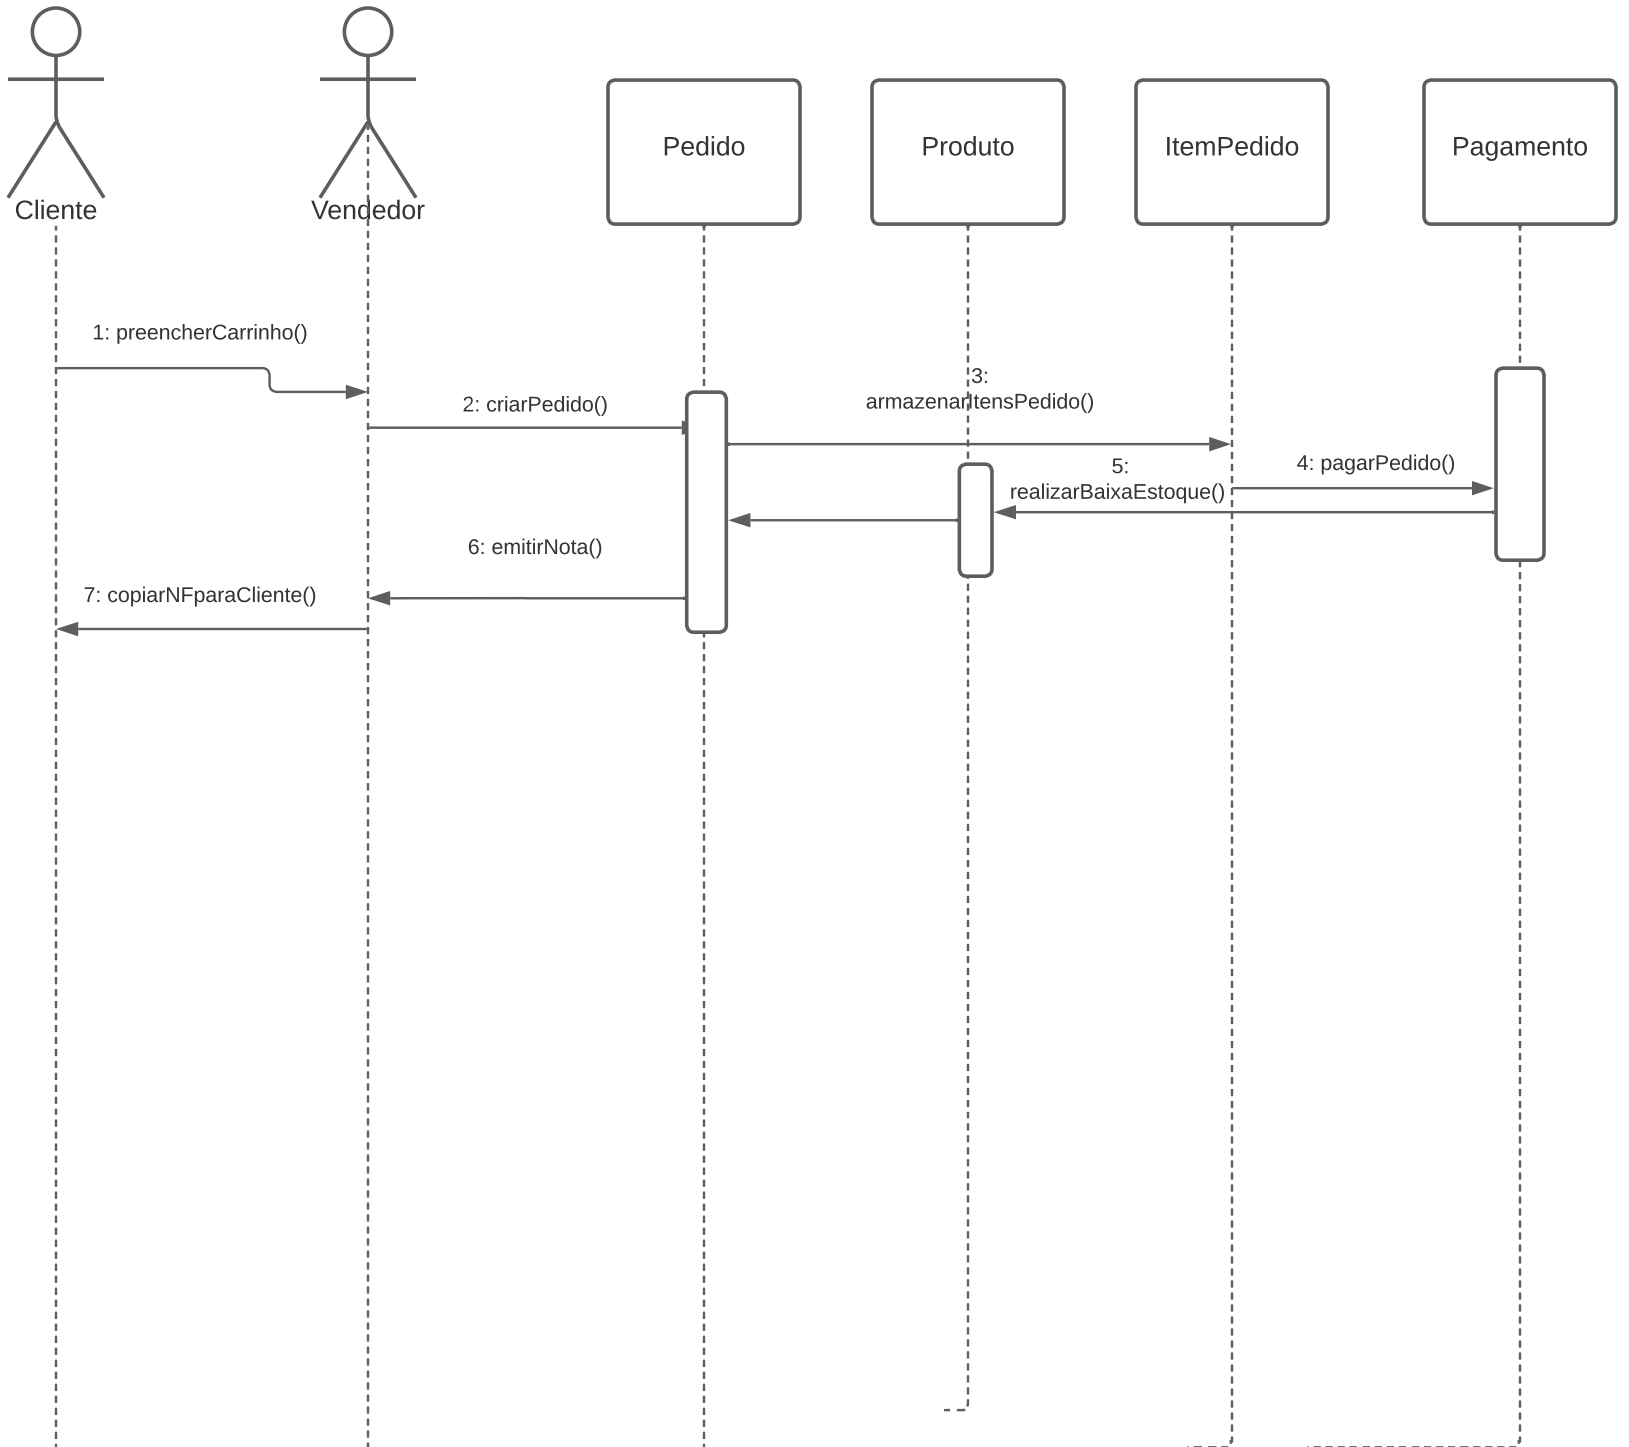 Cliente
Vendedor
Pedido
Produto
ItemPedido
Pagamento
1: preencherCarrinho()
2: criarPedido()
3:
armazenarItensPedido()
4: pagarPedido()
5:
realizarBaixaEstoque()
6: emitirNota()
7: copiarNFparaCliente()